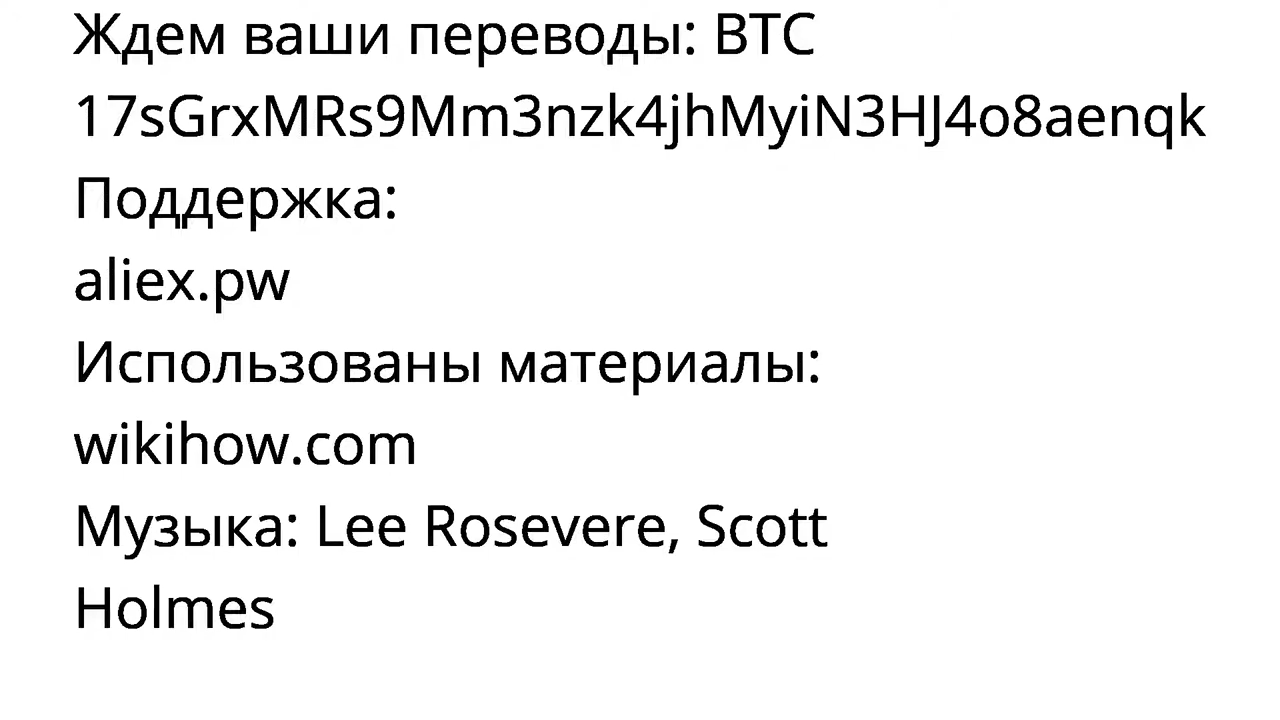 Ждем ваши переводы: BTC
17sGrxMRs9Mm3nzk4jhMyiN3HJ4o8aenqk
Поддержка:
aliex.pw
Использованы материалы:
wikihow.com
Музыка: Lee Rosevere, Scott
Holmes